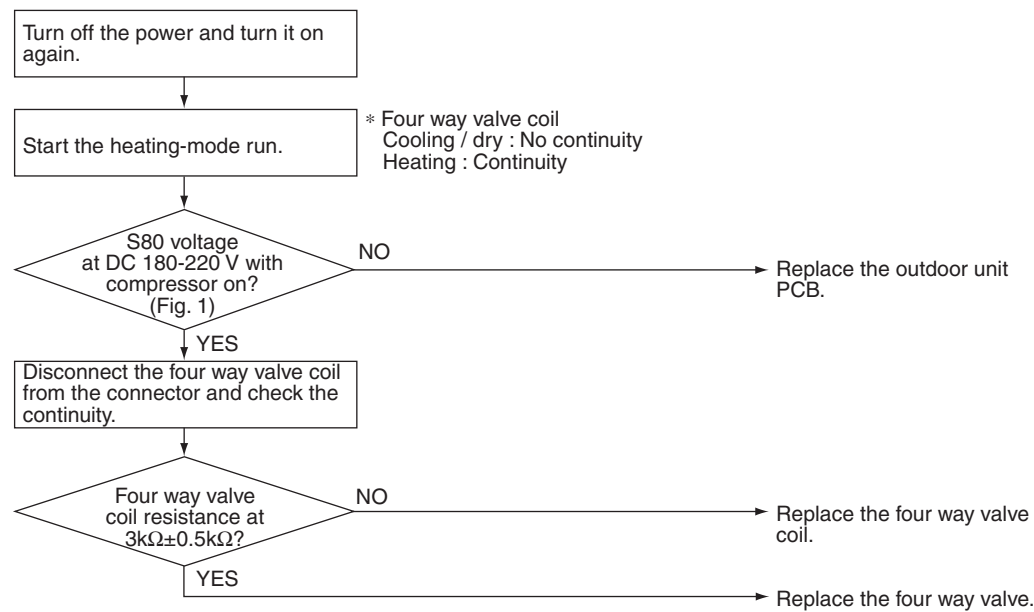 Turn off the power and turn it on
again.
Start the heating-mode run.
∗ Four way valve coil
Cooling / dry : No continuity
Heating : Continuity
S80 voltage
at DC 180-220 V with
compressor on?
(Fig. 1)
NO
Replace the outdoor unit
PCB.
YES
Disconnect the four way valve coil
from the connector and check the
continuity.
Four way valve
coil resistance at
3kΩ±0.5kΩ?
NO
Replace the four way valve
coil.
YES
Replace the four way valve.